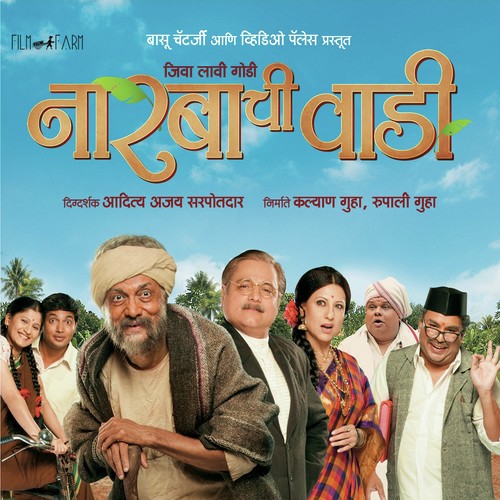 FILM FARM
बासू चॅटर्जी आणि व्हिडिओ पॅलेस प्रस्तूत
जिवा लावी गोडी
नारबाची वाडी
दिग्दर्शक आदित्य अजय सरपोतदार निर्माते कल्याण गुहा, रुपाली गुहा